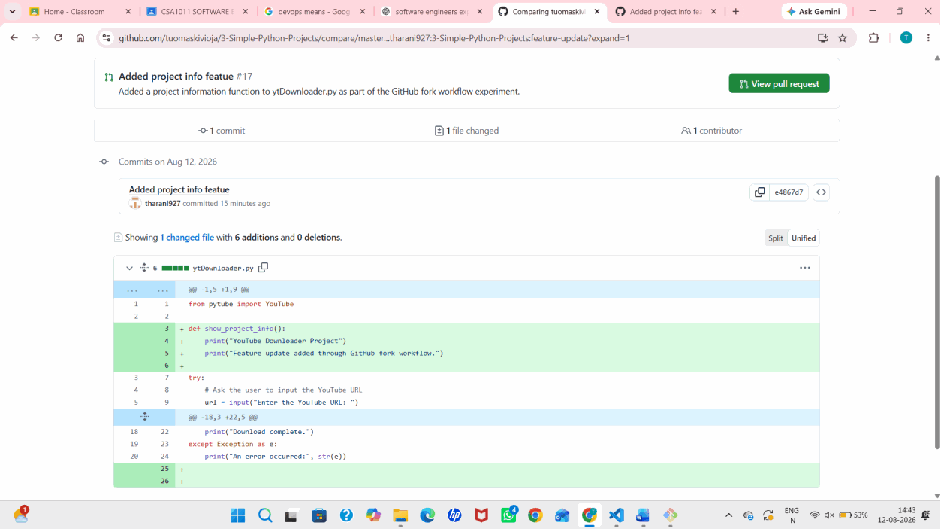 Home - Classroom
CSA1011 SOFTWARE E
devops means - Goog
software engineers ex
Comparing tuomaskivi
Added project info fea
Ask Gemini
github.com/tuomaskivioja/3-Simple-Python-Projects/compare/master...tharani927:3-Simple-Python-Projects:feature-update?expand=1
T
Added project info featue #17
Added a project information function to ytDownloader.py as part of the GitHub fork workflow experiment.
View pull request
1 commit
1 file changed
1 contributor
Commits on Aug 12, 2026
Added project info featue
tharani927 committed 15 minutes ago
e4867d7
Showing 1 changed file with 6 additions and 0 deletions.
Split Unified
6 ytDownloader.py
... ... @@ -1,5 +1,9 @@
1 1 from pytube import YouTube
2 2
3 + def show_project_info():
4 + print("YouTube Downloader Project")
5 + print("Feature update added through GitHub fork workflow.")
6 +
3 7 try:
4 8 # Ask the user to input the YouTube URL
5 9 url = input("Enter the YouTube URL: ")
@@ -18,3 +22,5 @@
18 22 print("Download complete.")
19 23 except Exception as e:
20 24 print("An error occurred:", str(e))
25 +
26 +
1
4
ENG
IN
63%
14:43
12-08-2026